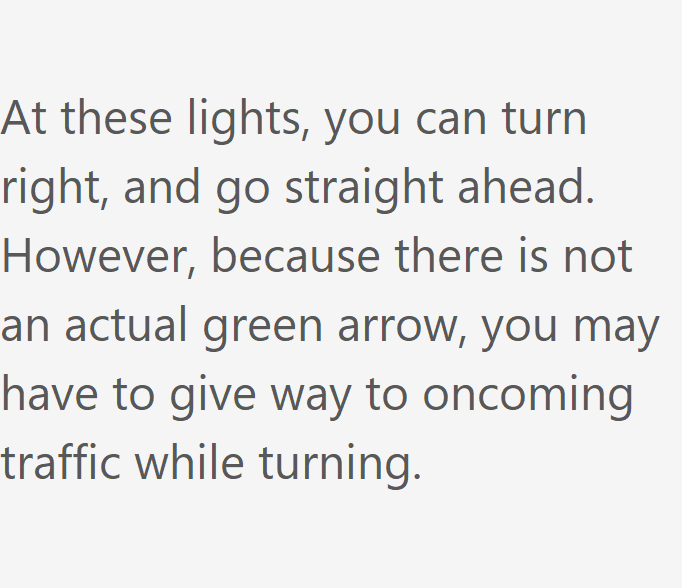 At these lights, you can turn
right, and go straight ahead.
However, because there is not
an actual green arrow, you may
have to give way to oncoming
traffic while turning.